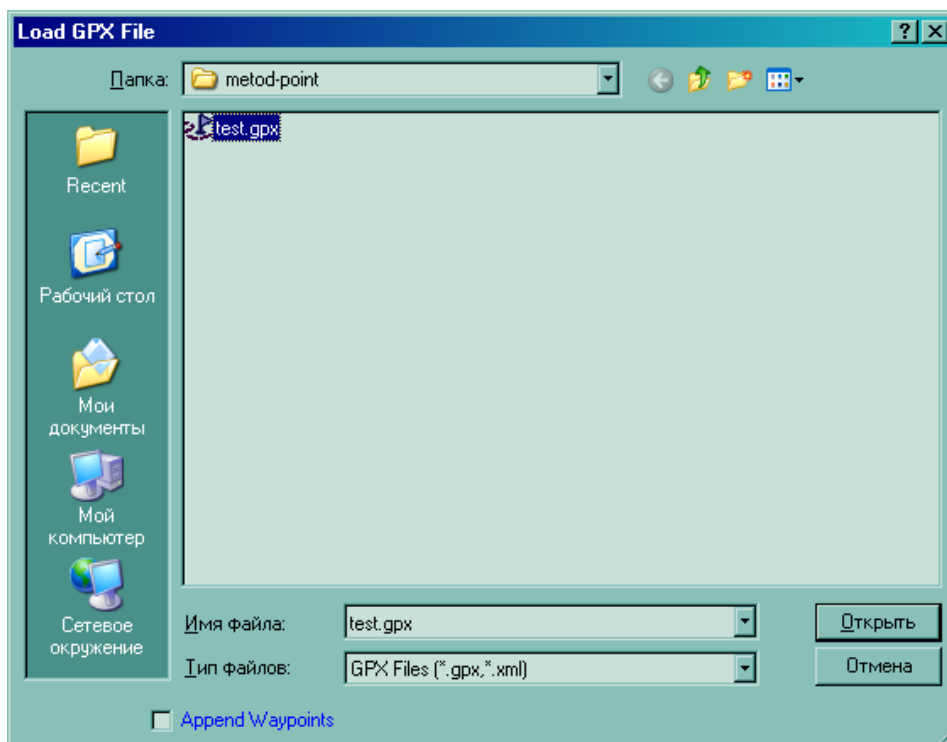 Load GPX File
Папка:
metod-point
test.gpx
Recent
Рабочий стол
Мои
документы
Мой
компьютер
Сетевое
окружение
Имя файла:
test.gpx
Открыть
Тип файлов:
GPX Files (*.gpx,*.xml)
Отмена
Append Waypoints